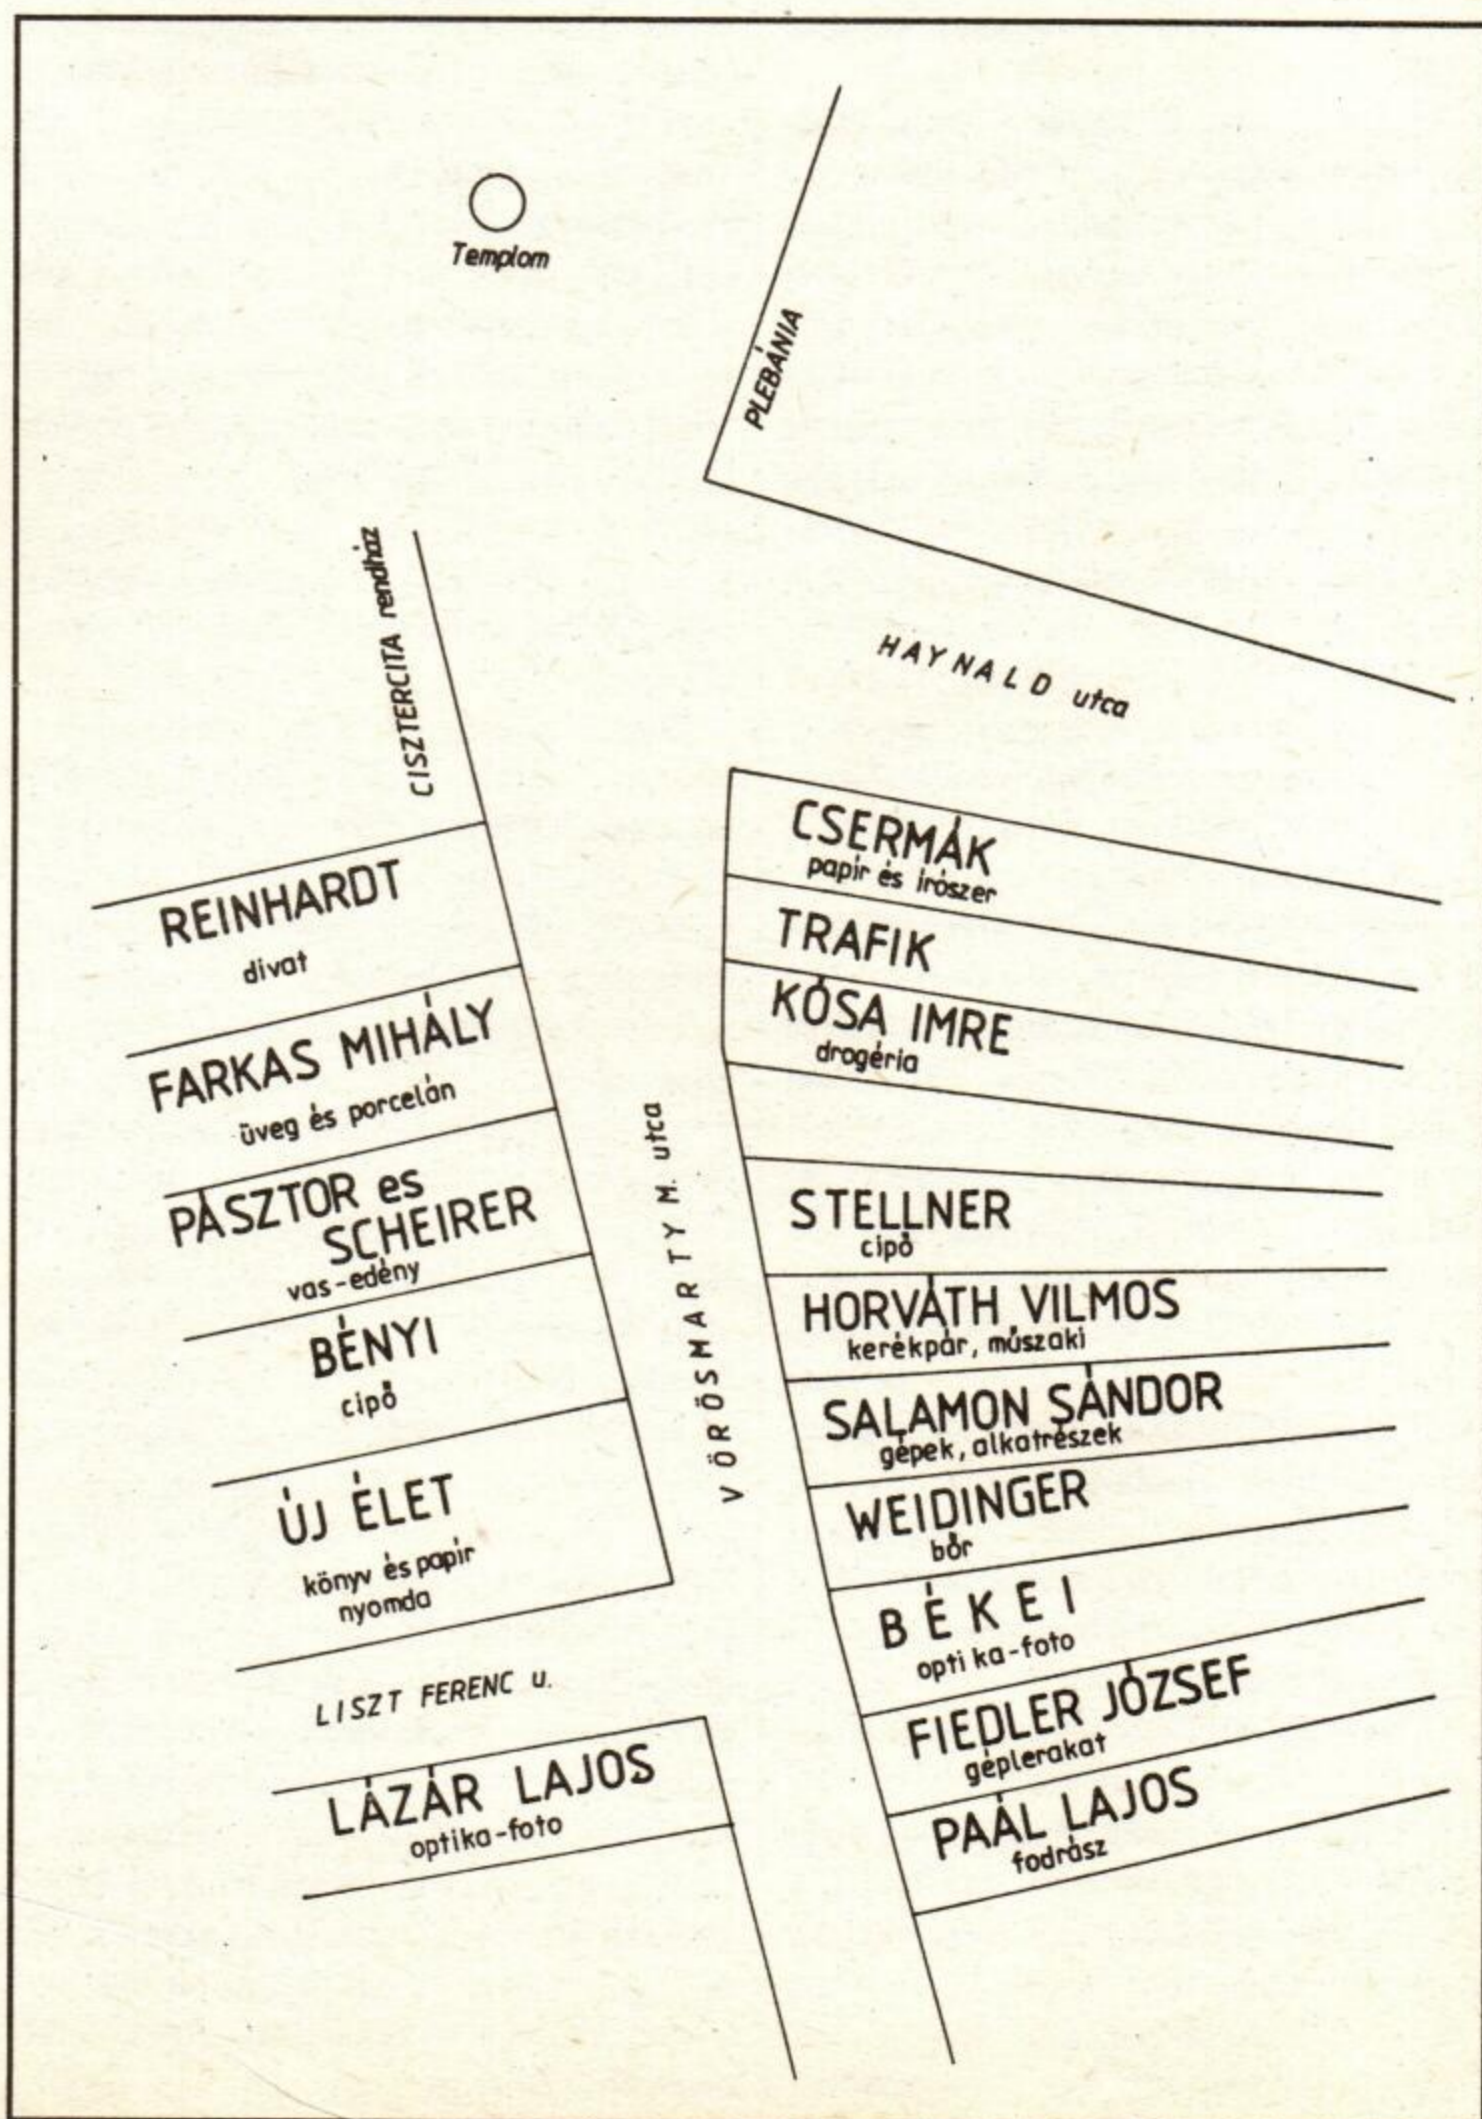 Templom
PLEBÁNIA
HAYNALD utca
CISZTERCITA rendház
REINHARDT
divat
FARKAS MIHÁLY
üveg és porcelán
PÁSZTOR es
SCHEIRER
vas-edény
BÉNYI
cipő
ÚJ ÉLET
könyv és papír
nyomda
LISZT FERENC u.
LÁZÁR LAJOS
optika-foto
VÖRÖSMARTY M. utca
CSERMÁK
papír és írószer
TRAFIK
KÓSA IMRE
drogéria
STELLNER
cipő
HORVÁTH VILMOS
kerékpár, műszaki
SALAMON SÁNDOR
gépek, alkatrészek
WEIDINGER
bőr
BÉKEI
optika-foto
FIEDLER JÓZSEF
géplerakat
PAÁL LAJOS
fodrász